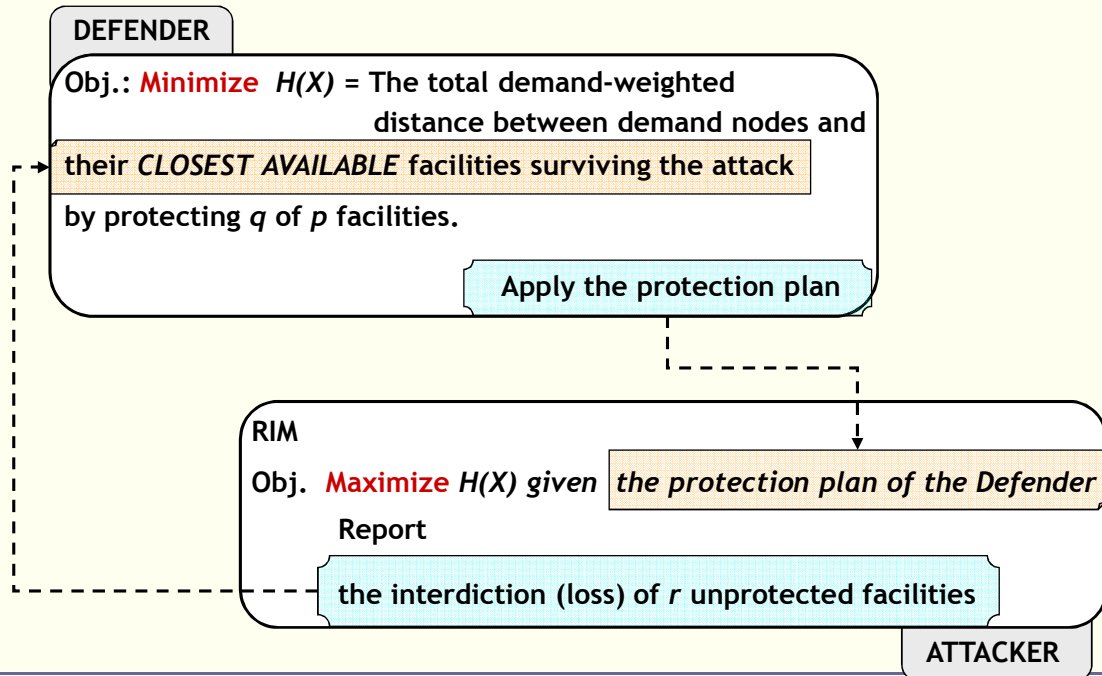 DEFENDER
Obj.: Minimize H(X) = The total demand-weighted
distance between demand nodes and
their CLOSEST AVAILABLE facilities surviving the attack
by protecting q of p facilities.
Apply the protection plan
RIM
Obj. Maximize H(X) given the protection plan of the Defender
Report
the interdiction (loss) of r unprotected facilities
ATTACKER